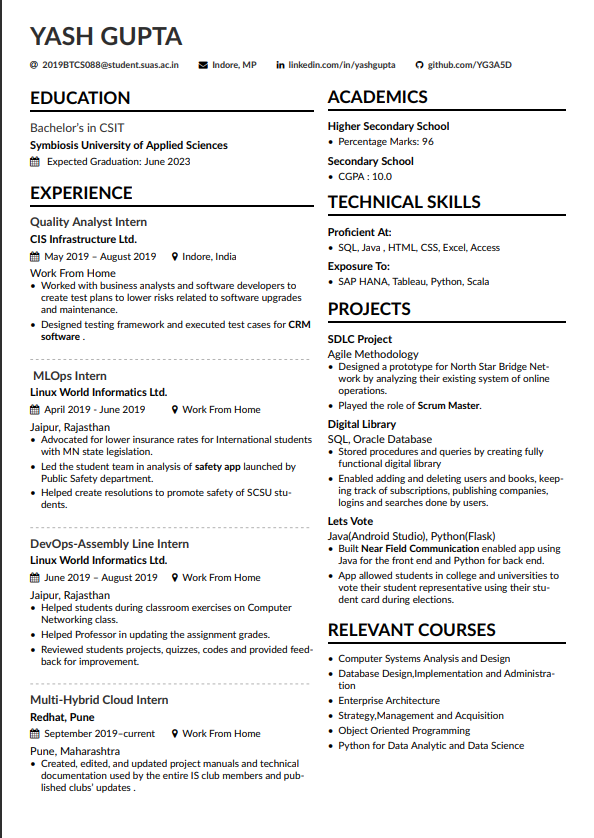 YASH GUPTA
2019BTCS088@student.suas.ac.in Indore, MP linkedin.com/in/yashgupta github.com/YG3A5D
EDUCATION
Bachelor's in CSIT
Symbiosis University of Applied Sciences
Expected Graduation: June 2023
EXPERIENCE
Quality Analyst Intern
CIS Infrastructure Ltd.
May 2019 – August 2019 Indore, India
Work From Home
• Worked with business analysts and software developers to
create test plans to lower risks related to software upgrades
and maintenance.
• Designed testing framework and executed test cases for CRM
software .
MLOps Intern
Linux World Informatics Ltd.
April 2019 - June 2019 Work From Home
Jaipur, Rajasthan
• Advocated for lower insurance rates for International students
with MN state legislation.
• Led the student team in analysis of safety app launched by
Public Safety department.
• Helped create resolutions to promote safety of SCSU stu-
dents.
DevOps-Assembly Line Intern
Linux World Informatics Ltd.
June 2019 – August 2019 Work From Home
Jaipur, Rajasthan
• Helped students during classroom exercises on Computer
Networking class.
• Helped Professor in updating the assignment grades.
• Reviewed students projects, quizzes, codes and provided feed-
back for improvement.
Multi-Hybrid Cloud Intern
Redhat, Pune
September 2019–current Work From Home
Pune, Maharashtra
• Created, edited, and updated project manuals and technical
documentation used by the entire IS club members and pub-
lished clubs' updates .
ACADEMICS
Higher Secondary School
• Percentage Marks: 96
Secondary School
• CGPA : 10.0
TECHNICAL SKILLS
Proficient At:
• SQL, Java , HTML, CSS, Excel, Access
Exposure To:
• SAP HANA, Tableau, Python, Scala
PROJECTS
SDLC Project
Agile Methodology
• Designed a prototype for North Star Bridge Net-
work by analyzing their existing system of online
operations.
• Played the role of Scrum Master.
Digital Library
SQL, Oracle Database
• Stored procedures and queries by creating fully
functional digital library
• Enabled adding and deleting users and books, keep-
ing track of subscriptions, publishing companies,
logins and searches done by users.
Lets Vote
Java(Android Studio), Python(Flask)
• Built Near Field Communication enabled app using
Java for the front end and Python for back end.
• App allowed students in college and universities to
vote their student representative using their stu-
dent card during elections.
RELEVANT COURSES
• Computer Systems Analysis and Design
• Database Design,Implementation and Administra-
tion
• Enterprise Architecture
• Strategy,Management and Acquisition
• Object Oriented Programming
• Python for Data Analytic and Data Science